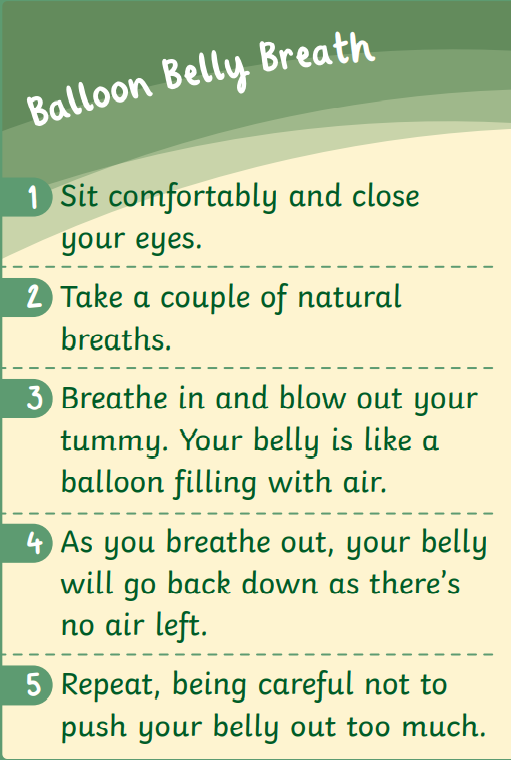 Balloon Belly Breath
1 Sit comfortably and close
your eyes.
2 Take a couple of natural
breaths.
3 Breathe in and blow out your
tummy. Your belly is like a
balloon filling with air.
4 As you breathe out, your belly
will go back down as there's
no air left.
5 Repeat, being careful not to
push your belly out too much.